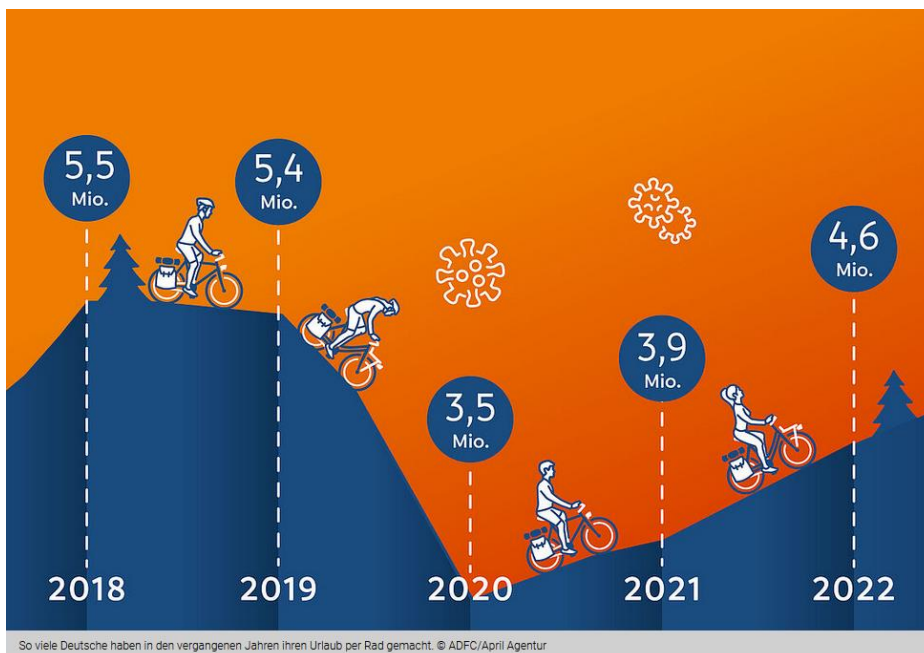 5,5
Mio.
5,4
Mio.
3,5
Mio.
3,9
Mio.
4,6
Mio.
2018 2019 2020 2021 2022
So viele Deutsche haben in den vergangenen Jahren ihren Urlaub per Rad gemacht. © ADFC/April Agentur